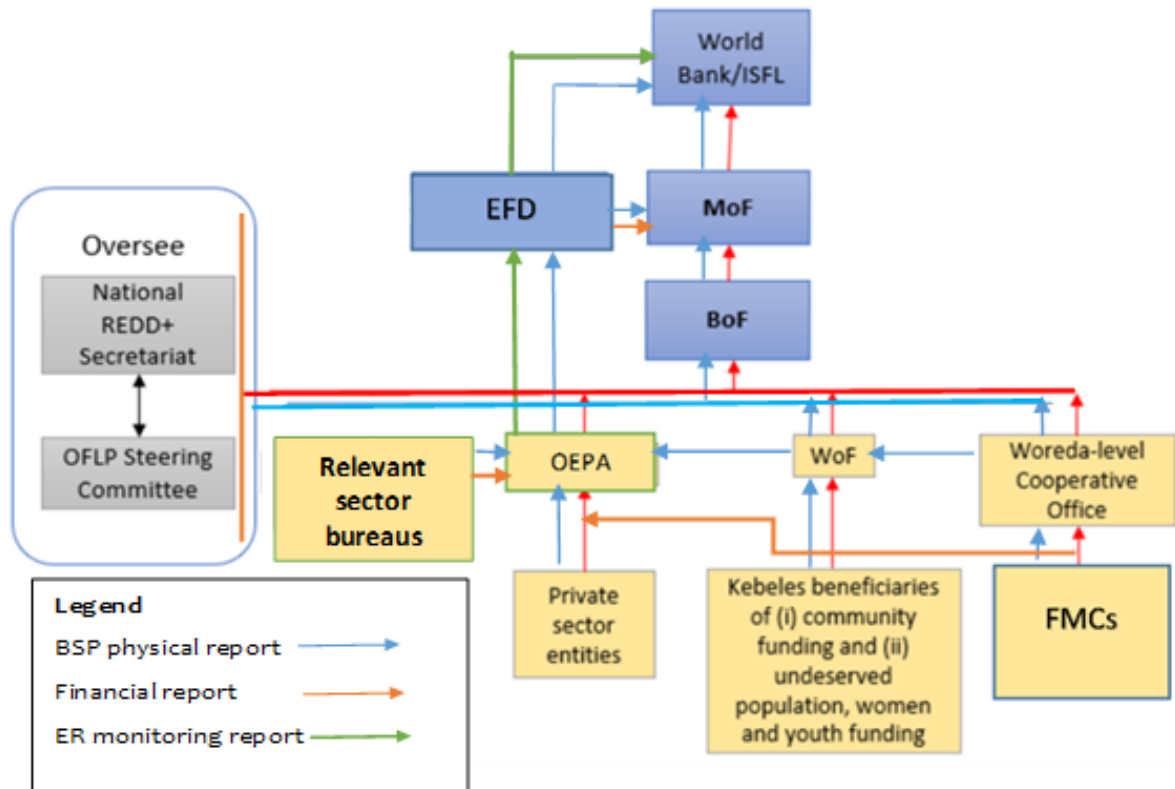 World
Bank/ISFL
EFD
MoF
Oversee
National
REDD+
Secretariat
BoF
OFLP Steering
Committee
Relevant
sector
bureaus
OEPA
WoF
Woreda-level
Cooperative
Office
Private
sector
entities
Kebeles beneficiaries
of (i) community
funding and (ii)
undeserved
population, women
and youth funding
FMCs
Legend
BSP physical report
Financial report
ER monitoring report